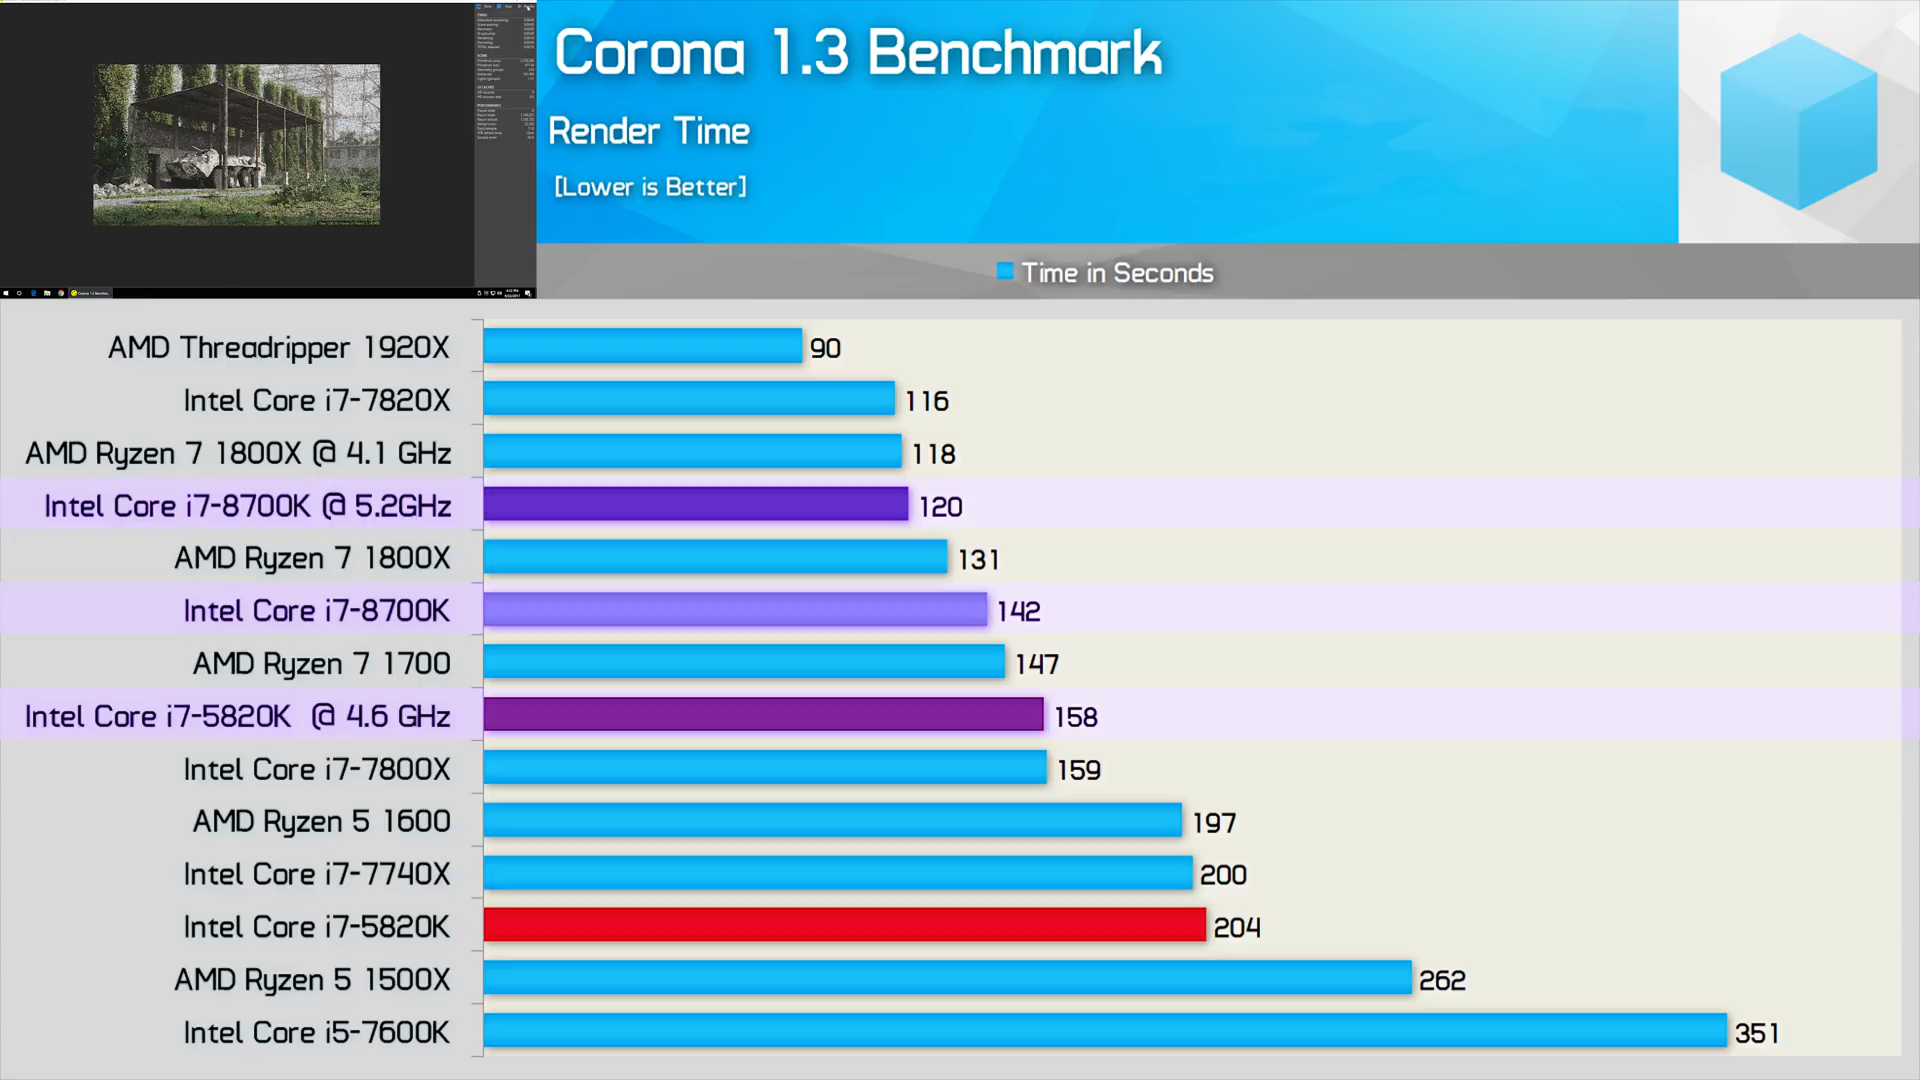 Corona 1.3 Benchmark
Render Time
[Lower is Better]
Time in Seconds
AMD Threadripper 1920X 90
Intel Core i7-7820X 116
AMD Ryzen 7 1800X @ 4.1 GHz 118
Intel Core i7-8700K @ 5.2GHz 120
AMD Ryzen 7 1800X 131
Intel Core i7-8700K 142
AMD Ryzen 7 1700 147
Intel Core i7-5820K @ 4.6 GHz 158
Intel Core i7-7800X 159
AMD Ryzen 5 1600 197
Intel Core i7-7740X 200
Intel Core i7-5820K 204
AMD Ryzen 5 1500X 262
Intel Core i5-7600K 351